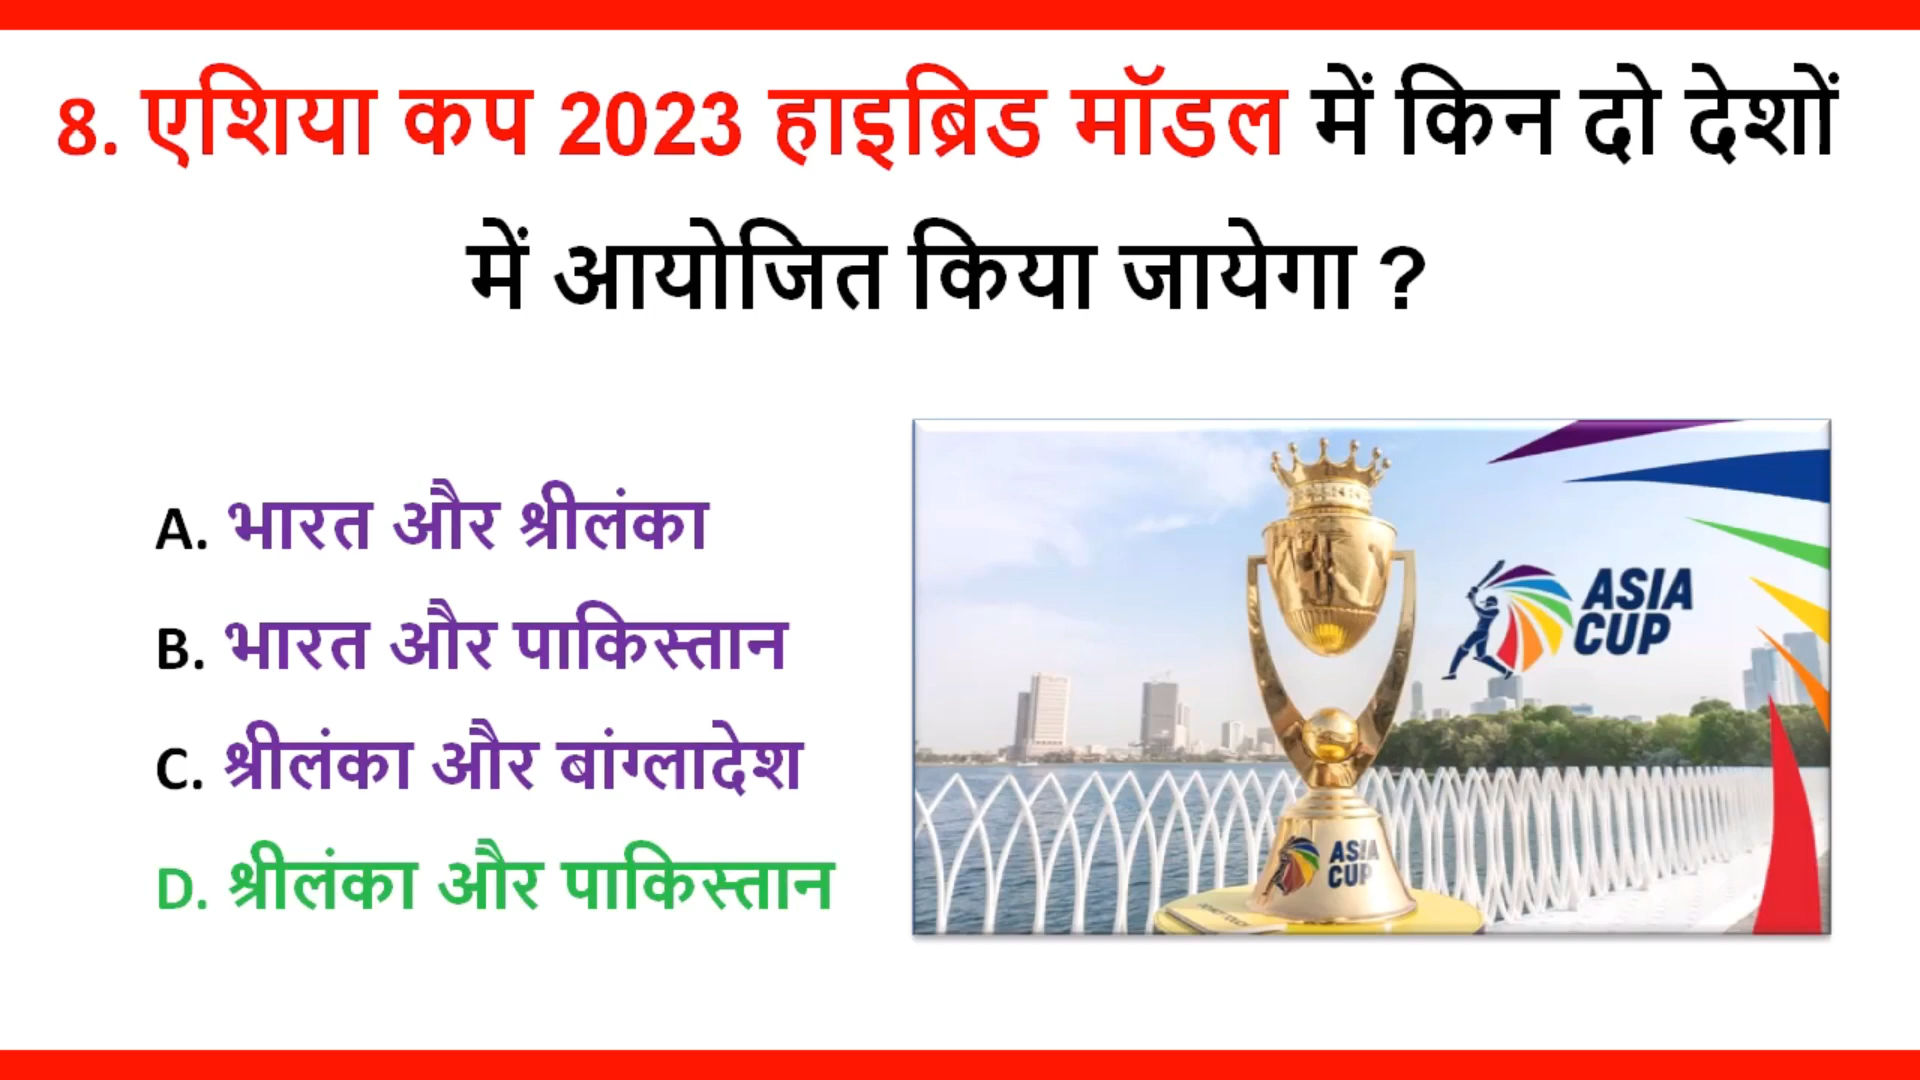 8. एशिया कप 2023 हाइब्रिड मॉडल में किन दो देशों
में आयोजित किया जायेगा ?
A. भारत और श्रीलंका
B. भारत और पाकिस्तान
C. श्रीलंका और बांग्लादेश
D. श्रीलंका और पाकिस्तान
ASIA
CUP
ASIA
CUP